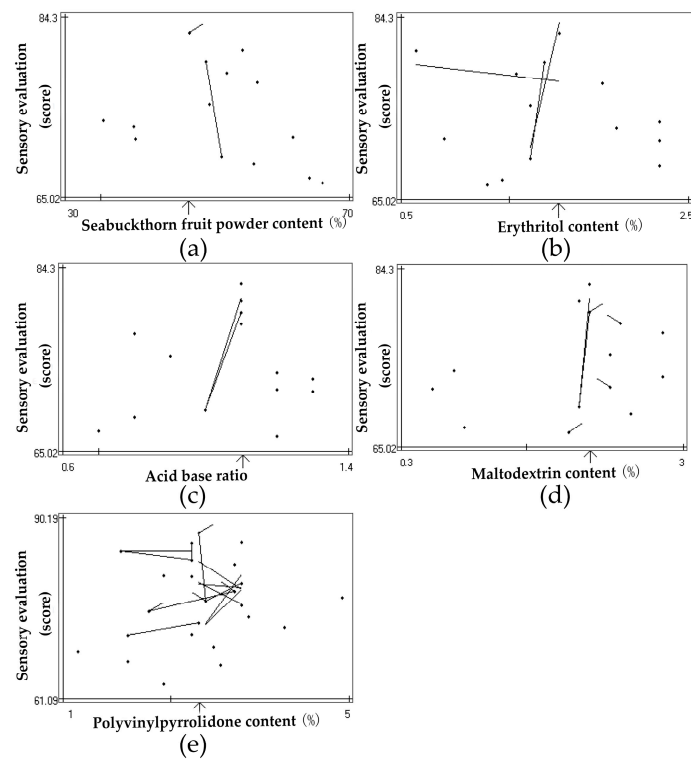 84.3
Sensory evaluation
(score)
65.02
30
70
Seabuckthorn fruit powder content (%)
(a)
84.3
Sensory evaluation
(score)
65.02
0.5
2.5
Erythritol content (%)
(b)
84.3
Sensory evaluation
(score)
65.02
0.6
1.4
Acid base ratio
(c)
84.3
Sensory evaluation
(score)
65.02
0.3
3
Maltodextrin content (%)
(d)
90.19
Sensory evaluation
(score)
61.09
1
5
Polyvinylpyrrolidone content (%)
(e)